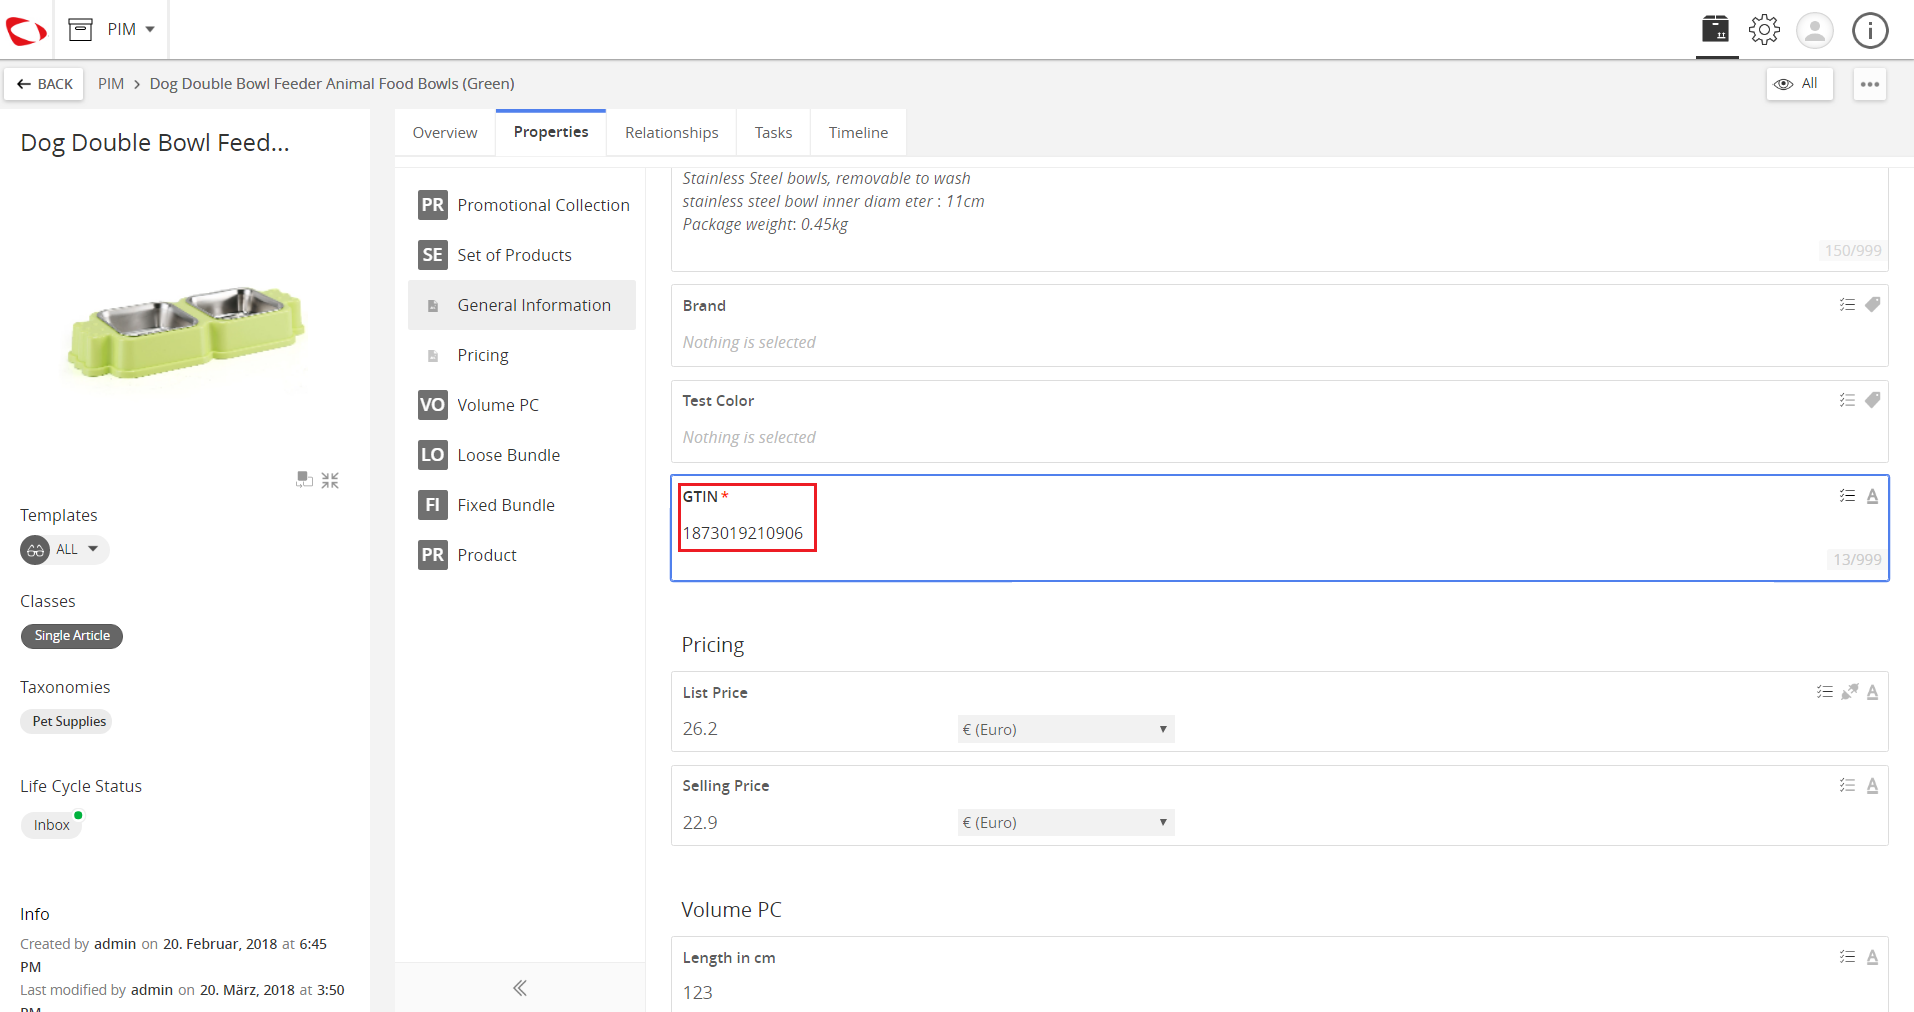 PIM
BACK
PIM > Dog Double Bowl Feeder Animal Food Bowls (Green)
All
Dog Double Bowl Feed...
Templates
ALL
Classes
Single Article
Taxonomies
Pet Supplies
Life Cycle Status
Inbox
Info
Created by admin on 20. Februar, 2018 at 6:45
PM
Last modified by admin on 20. März, 2018 at 3:50
PM
Overview
Properties
Relationships
Tasks
Timeline
PR Promotional Collection
SE Set of Products
General Information
Pricing
VO Volume PC
LO Loose Bundle
FI Fixed Bundle
PR Product
Stainless Steel bowls, removable to wash
stainless steel bowl inner diam eter : 11cm
Package weight: 0.45kg
150/999
Brand
Nothing is selected
Test Color
Nothing is selected
GTIN *
1873019210906
13/999
Pricing
List Price
26.2 € (Euro)
Selling Price
22.9 € (Euro)
Volume PC
Length in cm
123